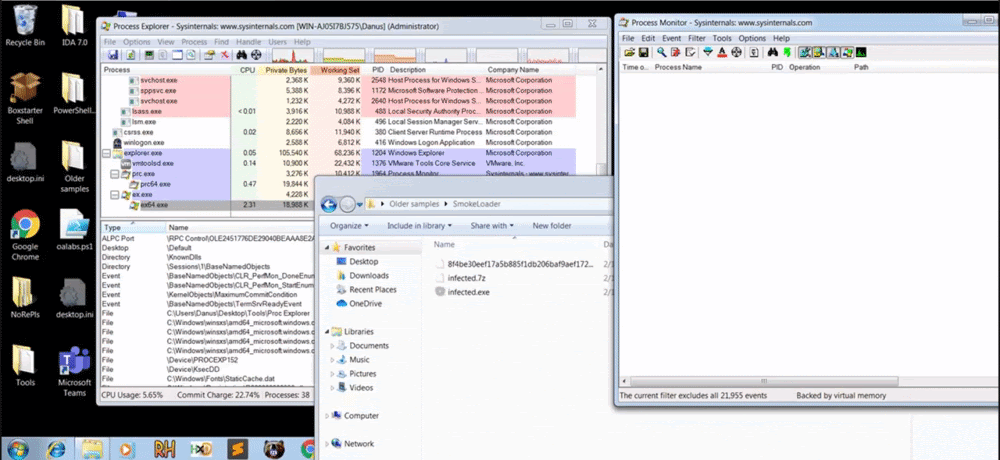 Recycle Bin
IDA 7.0
Boxstarter
Shell
PowerShell...
desktop.ini
Older
samples
Google
Chrome
oalabs.ps1
NoRePls
desktop.ini
Tools
Microsoft
Teams
Process Explorer - Sysinternals: www.sysinternals.com [WIN-AJ05I7BJ575\Danus] (Administrator)
File Options View Process Find Handle Users Help
Process CPU Private Bytes Working Set PID Description Company Name
svchost.exe 2,368 K 9,360 K 2548 Host Process for Windows S... Microsoft Corporation
sppsvc.exe 5,388 K 8,396 K 1172 Microsoft Software Protection ... Microsoft Corporation
svchost.exe 1,232 K 4,272 K 2640 Host Process for Windows S... Microsoft Corporation
lsass.exe < 0.01 3,916 K 10,988 K 488 Local Security Authority Proc... Microsoft Corporation
lsm.exe 2,220 K 4,084 K 496 Local Session Manager Serv... Microsoft Corporation
csrss.exe 0.02 8,656 K 11,940 K 380 Client Server Runtime Process Microsoft Corporation
winlogon.exe 2,588 K 6,812 K 416 Windows Logon Application Microsoft Corporation
explorer.exe 0.05 105,540 K 68,236 K 1204 Windows Explorer Microsoft Corporation
vmtoolsd.exe 0.14 10,900 K 22,432 K 1376 VMware Tools Core Service VMware, Inc.
prc.exe 3,276 K 10,412 K 1964 Process Monitor Sysinternals - www.sysinter...
prc64.exe 0.47 19,844 K
ex.exe 4,228 K
ex64.exe 2.31 18,988 K
Type Name
ALPC Port \RPC Control\OLE2451776DE29040BEAAA8E2A
Desktop \Default
Directory \KnownDlls
Directory \Sessions\1\BaseNamedObjects
Event \BaseNamedObjects\CLR_PerfMon_DoneEnu
Event \BaseNamedObjects\CLR_PerfMon_StartEnu
Event \KernelObjects\MaximumCommitCondition
Event \BaseNamedObjects\TermSrvReadyEvent
File C:\Users\Danus\Desktop\Tools\Proc Explorer
File C:\Windows\winsxs\amd64_microsoft.windows.c
File C:\Windows\winsxs\amd64_microsoft.windows.c
File C:\Windows\winsxs\amd64_microsoft.windows.c
File \Device\PROCEXP152
File \Device\KsecDD
File C:\Windows\Fonts\StaticCache.dat
CPU Usage: 5.65% Commit Charge: 22.74% Processes: 38
Older samples SmokeLoader
Organize Include in library Share with New folder
Favorites
Desktop
Downloads
Recent Places
OneDrive
Libraries
Documents
Music
Pictures
Videos
Computer
Network
Name
8f4be30eef17a5b885f1db206baf9aef172... 2/1
infected.7z 2/1
infected.exe 2/1
Process Monitor - Sysinternals: www.sysinternals.com
File Edit Event Filter Tools Options Help
Time o... Process Name PID Operation Path
The current filter excludes all 21,955 events Backed by virtual memory
RH